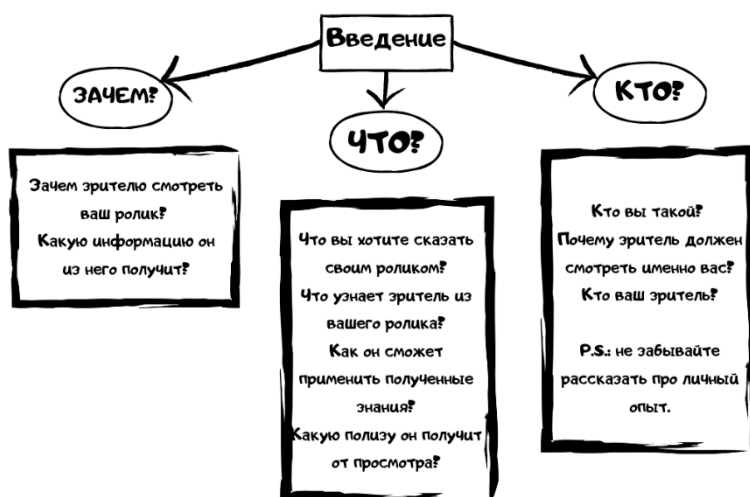 Введение
ЗАЧЕМ?
ЧТО?
КТО?
Зачем зрителю смотреть
ваш ролик?
Какую информацию он
из него получит?
Что вы хотите сказать
своим роликом?
Что узнает зритель из
вашего ролика?
Как он сможет
применить полученные
знания?
Какую полизу он получит
от просмотра?
Кто вы такой?
Почему зритель должен
смотреть именно вас?
Кто ваш зритель?
P.S.: не забывайте
рассказать про личный
опыт.